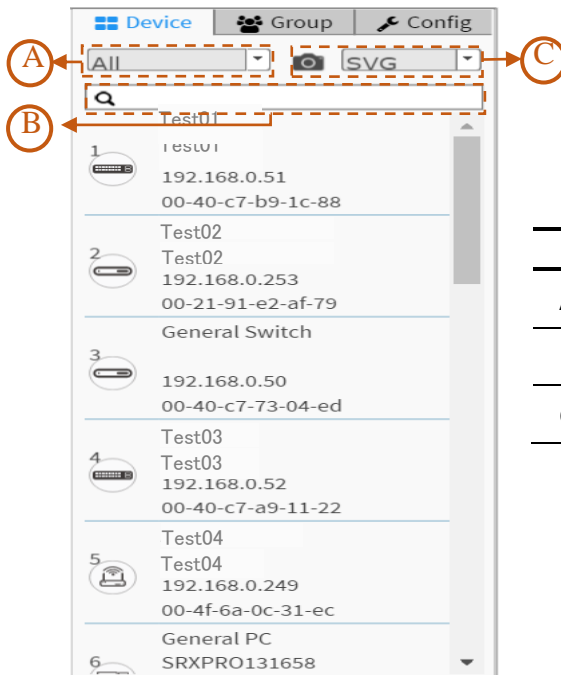 Device Group Config
A All SVG C
B
Test01
1 Test01
192.168.0.51
00-40-c7-b9-1c-88
Test02
2 Test02
192.168.0.253
00-21-91-e2-af-79
General Switch
3
192.168.0.50
00-40-c7-73-04-ed
Test03
4 Test03
192.168.0.52
00-40-c7-a9-11-22
Test04
5 Test04
192.168.0.249
00-4f-6a-0c-31-ec
General PC
6 SRXPRO131658